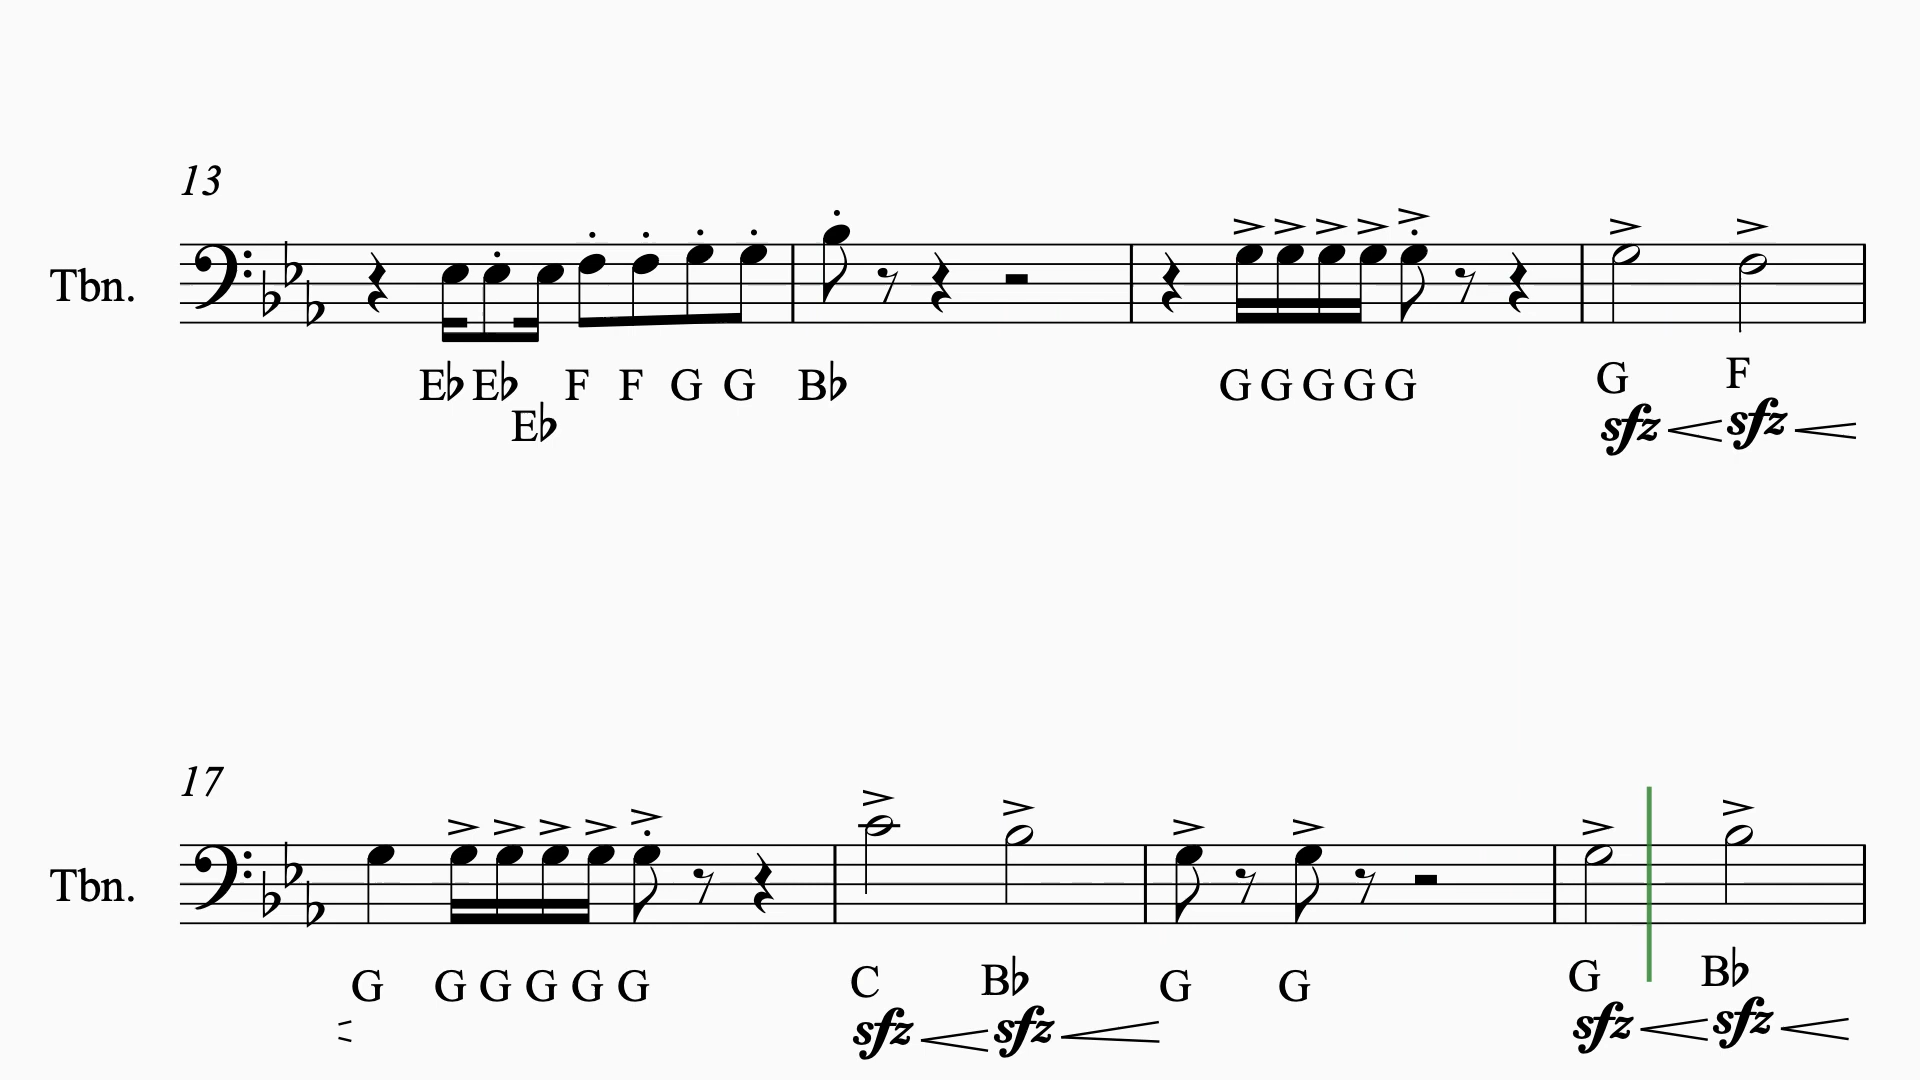 13
Tbn.
E♭ E♭ F F G G B♭ G G G G G G F
E♭
sfz sfz
17
Tbn.
G G G G G G C B♭ G G G B♭
sfz sfz sfz sfz